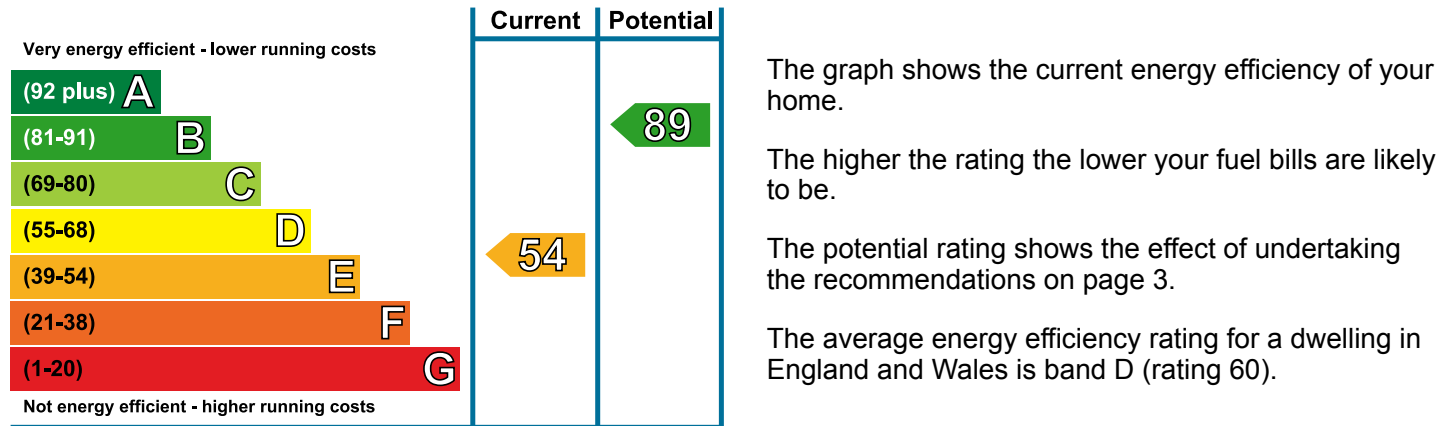 Current Potential
Very energy efficient - lower running costs
(92 plus) A
(81-91) B
89
(69-80) C
(55-68) D
54
(39-54) E
(21-38) F
(1-20) G
Not energy efficient - higher running costs
The graph shows the current energy efficiency of your
home.
The higher the rating the lower your fuel bills are likely
to be.
The potential rating shows the effect of undertaking
the recommendations on page 3.
The average energy efficiency rating for a dwelling in
England and Wales is band D (rating 60).